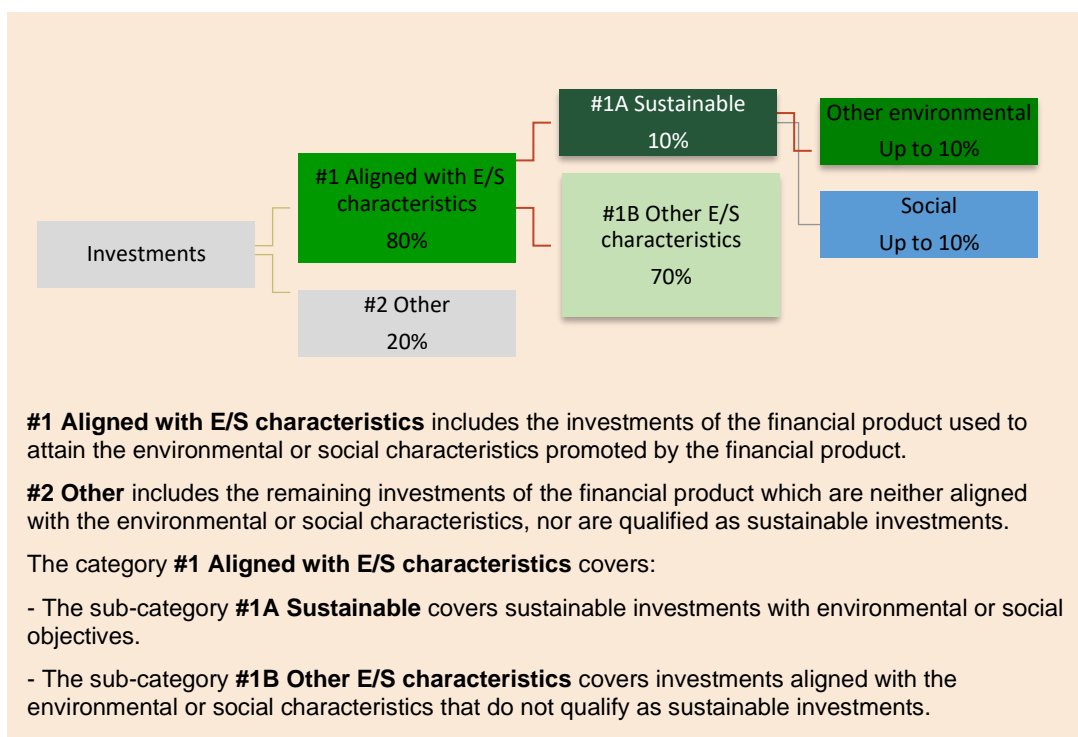 Investments
#1 Aligned with E/S
characteristics
80%
#2 Other
20%
#1A Sustainable
10%
#1B Other E/S
characteristics
70%
Other environmental
Up to 10%
Social
Up to 10%
#1 Aligned with E/S characteristics includes the investments of the financial product used to
attain the environmental or social characteristics promoted by the financial product.
#2 Other includes the remaining investments of the financial product which are neither aligned
with the environmental or social characteristics, nor are qualified as sustainable investments.
The category #1 Aligned with E/S characteristics covers:
- The sub-category #1A Sustainable covers sustainable investments with environmental or social
objectives.
- The sub-category #1B Other E/S characteristics covers investments aligned with the
environmental or social characteristics that do not qualify as sustainable investments.